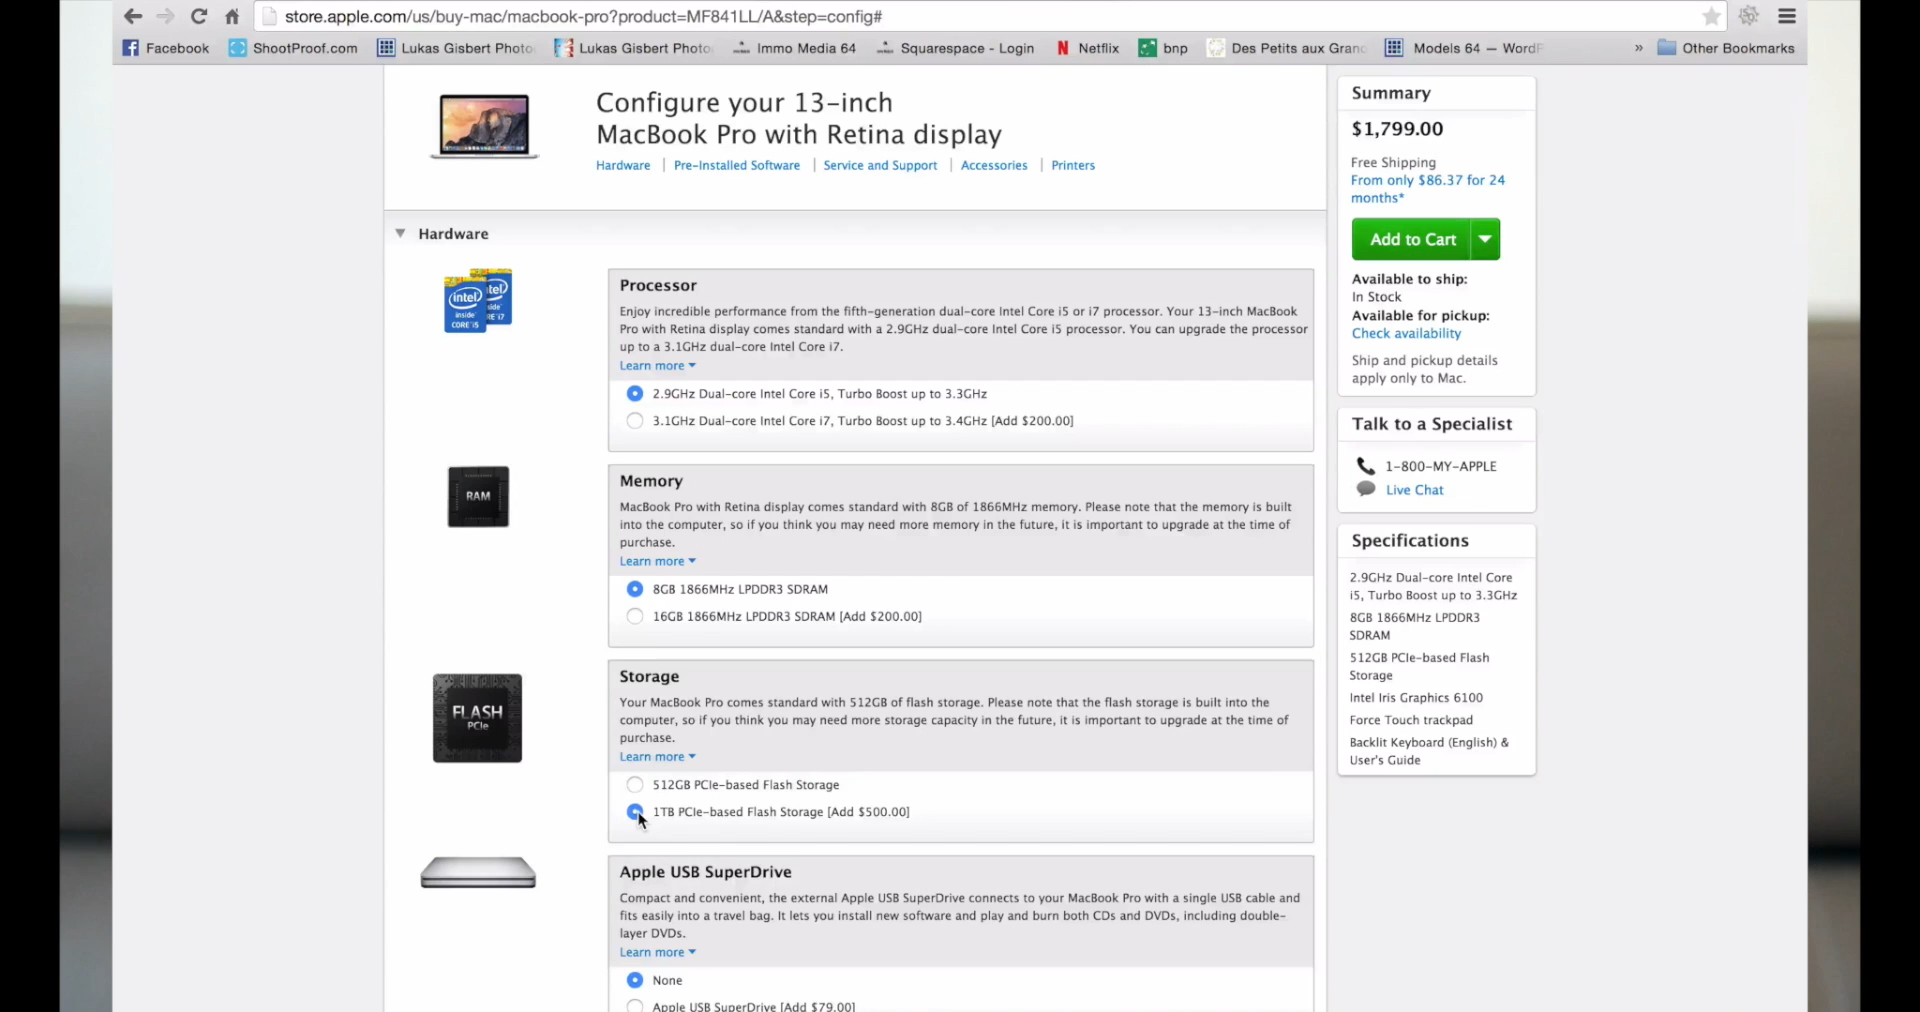 store.apple.com/us/buy-mac/macbook-pro?product=MF841LL/A&step=config#
Facebook
ShootProof.com
Lukas Gisbert Photo
Lukas Gisbert Photo
Immo Media 64
Squarespace - Login
Netflix
bnp
Des Petits aux Gran
Models 64 — WordP
»
Other Bookmarks
Configure your 13-inch
MacBook Pro with Retina display
Hardware | Pre-Installed Software | Service and Support | Accessories | Printers
Hardware
intel inside CORE i5
Processor
Enjoy incredible performance from the fifth-generation dual-core Intel Core i5 or i7 processor. Your 13-inch MacBook
Pro with Retina display comes standard with a 2.9GHz dual-core Intel Core i5 processor. You can upgrade the processor
up to a 3.1GHz dual-core Intel Core i7.
Learn more
2.9GHz Dual-core Intel Core i5, Turbo Boost up to 3.3GHz
3.1GHz Dual-core Intel Core i7, Turbo Boost up to 3.4GHz [Add $200.00]
RAM
Memory
MacBook Pro with Retina display comes standard with 8GB of 1866MHz memory. Please note that the memory is built
into the computer, so if you think you may need more memory in the future, it is important to upgrade at the time of
purchase.
Learn more
8GB 1866MHz LPDDR3 SDRAM
16GB 1866MHz LPDDR3 SDRAM [Add $200.00]
FLASH
PCIe
Storage
Your MacBook Pro comes standard with 512GB of flash storage. Please note that the flash storage is built into the
computer, so if you think you may need more storage capacity in the future, it is important to upgrade at the time of
purchase.
Learn more
512GB PCIe-based Flash Storage
1TB PCIe-based Flash Storage [Add $500.00]
Apple USB SuperDrive
Compact and convenient, the external Apple USB SuperDrive connects to your MacBook Pro with a single USB cable and
fits easily into a travel bag. It lets you install new software and play and burn both CDs and DVDs, including double-
layer DVDs.
Learn more
None
Apple USB SuperDrive [Add $79.00]
Summary
$1,799.00
Free Shipping
From only $86.37 for 24
months*
Add to Cart
Available to ship:
In Stock
Available for pickup:
Check availability
Ship and pickup details
apply only to Mac.
Talk to a Specialist
1-800-MY-APPLE
Live Chat
Specifications
2.9GHz Dual-core Intel Core
i5, Turbo Boost up to 3.3GHz
8GB 1866MHz LPDDR3
SDRAM
512GB PCIe-based Flash
Storage
Intel Iris Graphics 6100
Force Touch trackpad
Backlit Keyboard (English) &
User's Guide